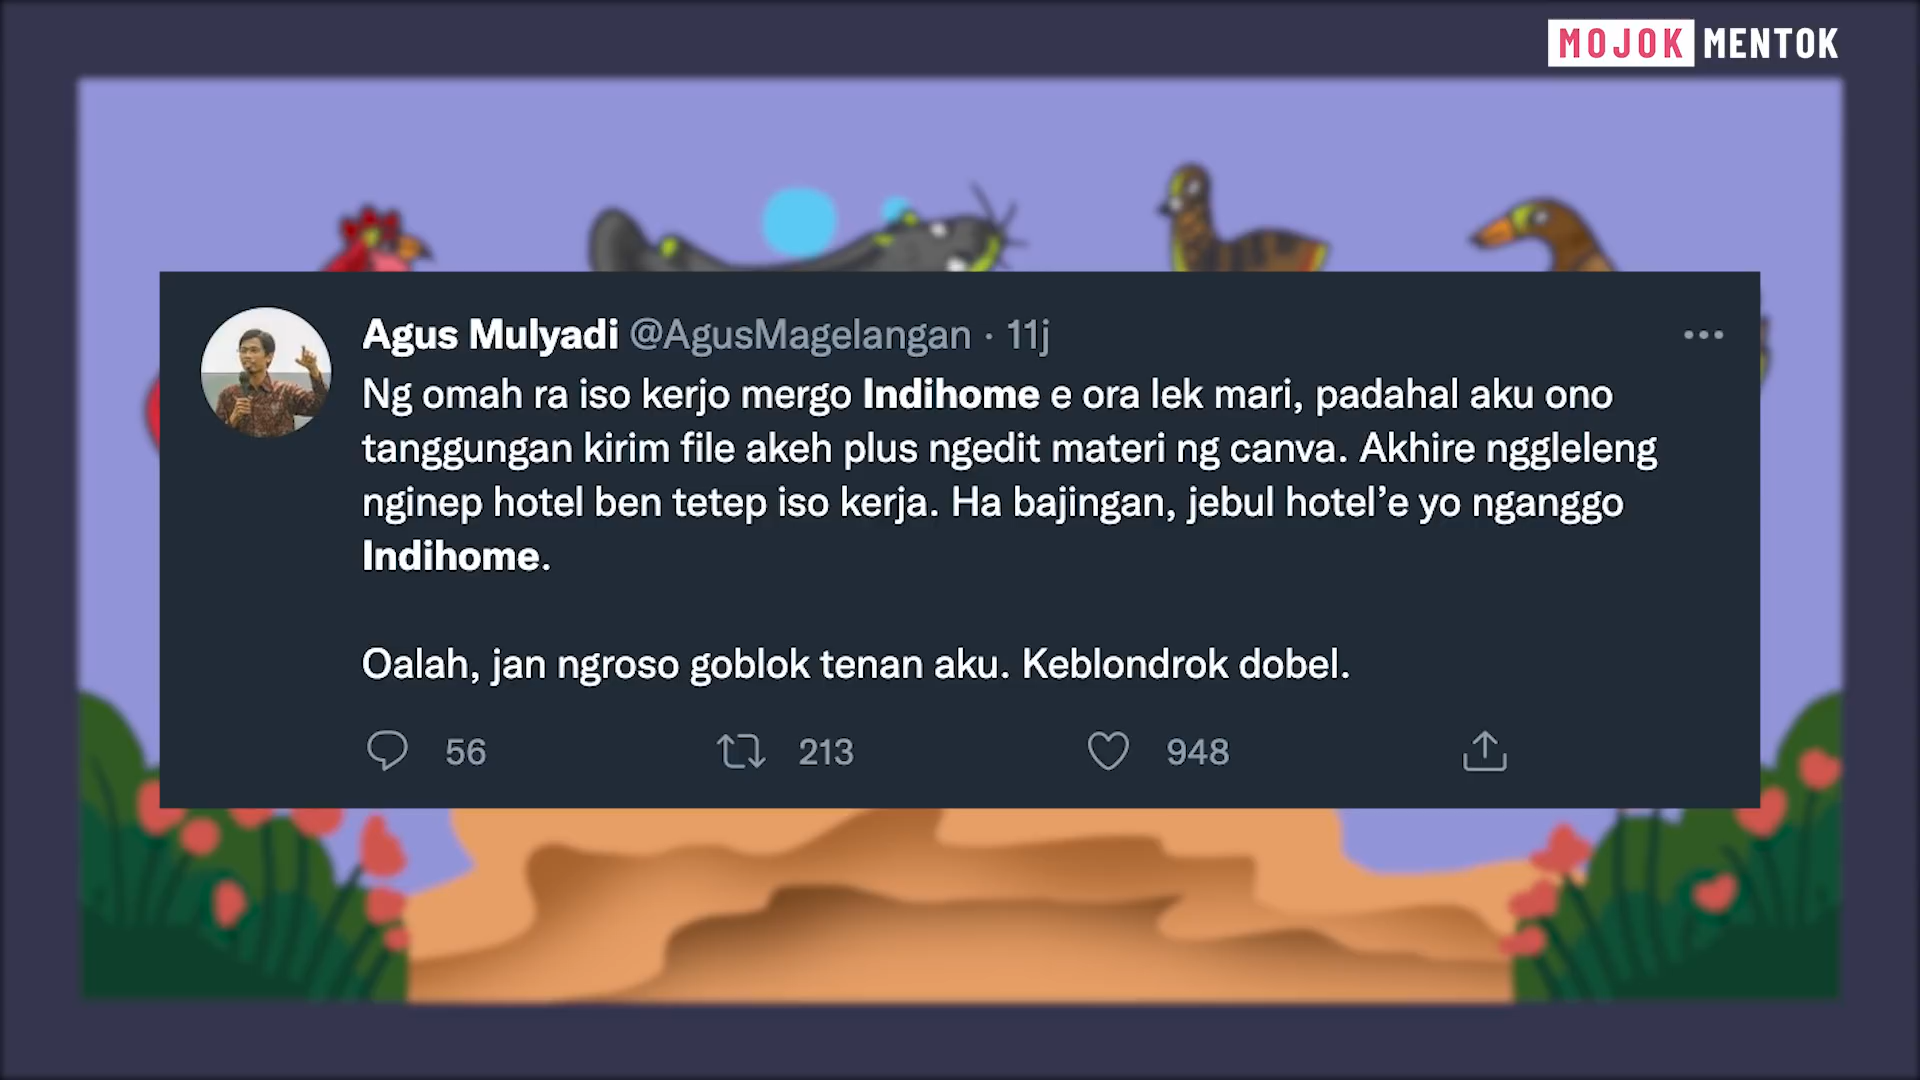 MOJOK MENTOK
Agus Mulyadi @AgusMagelangan · 11j
Ng omah ra iso kerjo mergo Indihome e ora lek mari, padahal aku ono
tanggungan kirim file akeh plus ngedit materi ng canva. Akhire nggleleng
nginep hotel ben tetep iso kerja. Ha bajingan, jebul hotel’e yo nganggo
Indihome.
Oalah, jan ngroso goblok tenan aku. Keblondrok dobel.
56 213 948